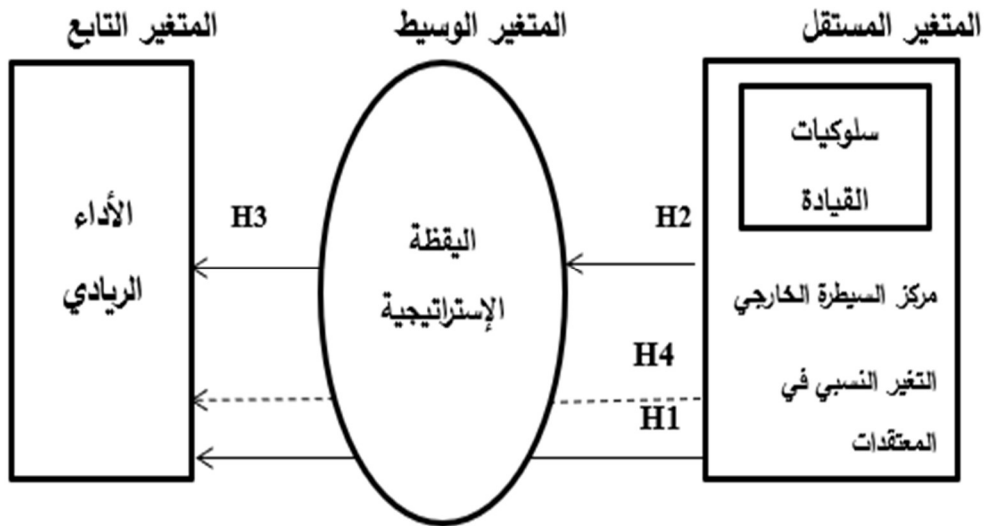 المتغير المستقل
المتغير الوسيط
المتغير التابع
سلوكيات
القيادة
مركز السيطرة الخارجي
التغير النسبي في
المعتقدات
H2
H4
H1
اليقظة
الإستراتيجية
H3
الأداء
الريادي